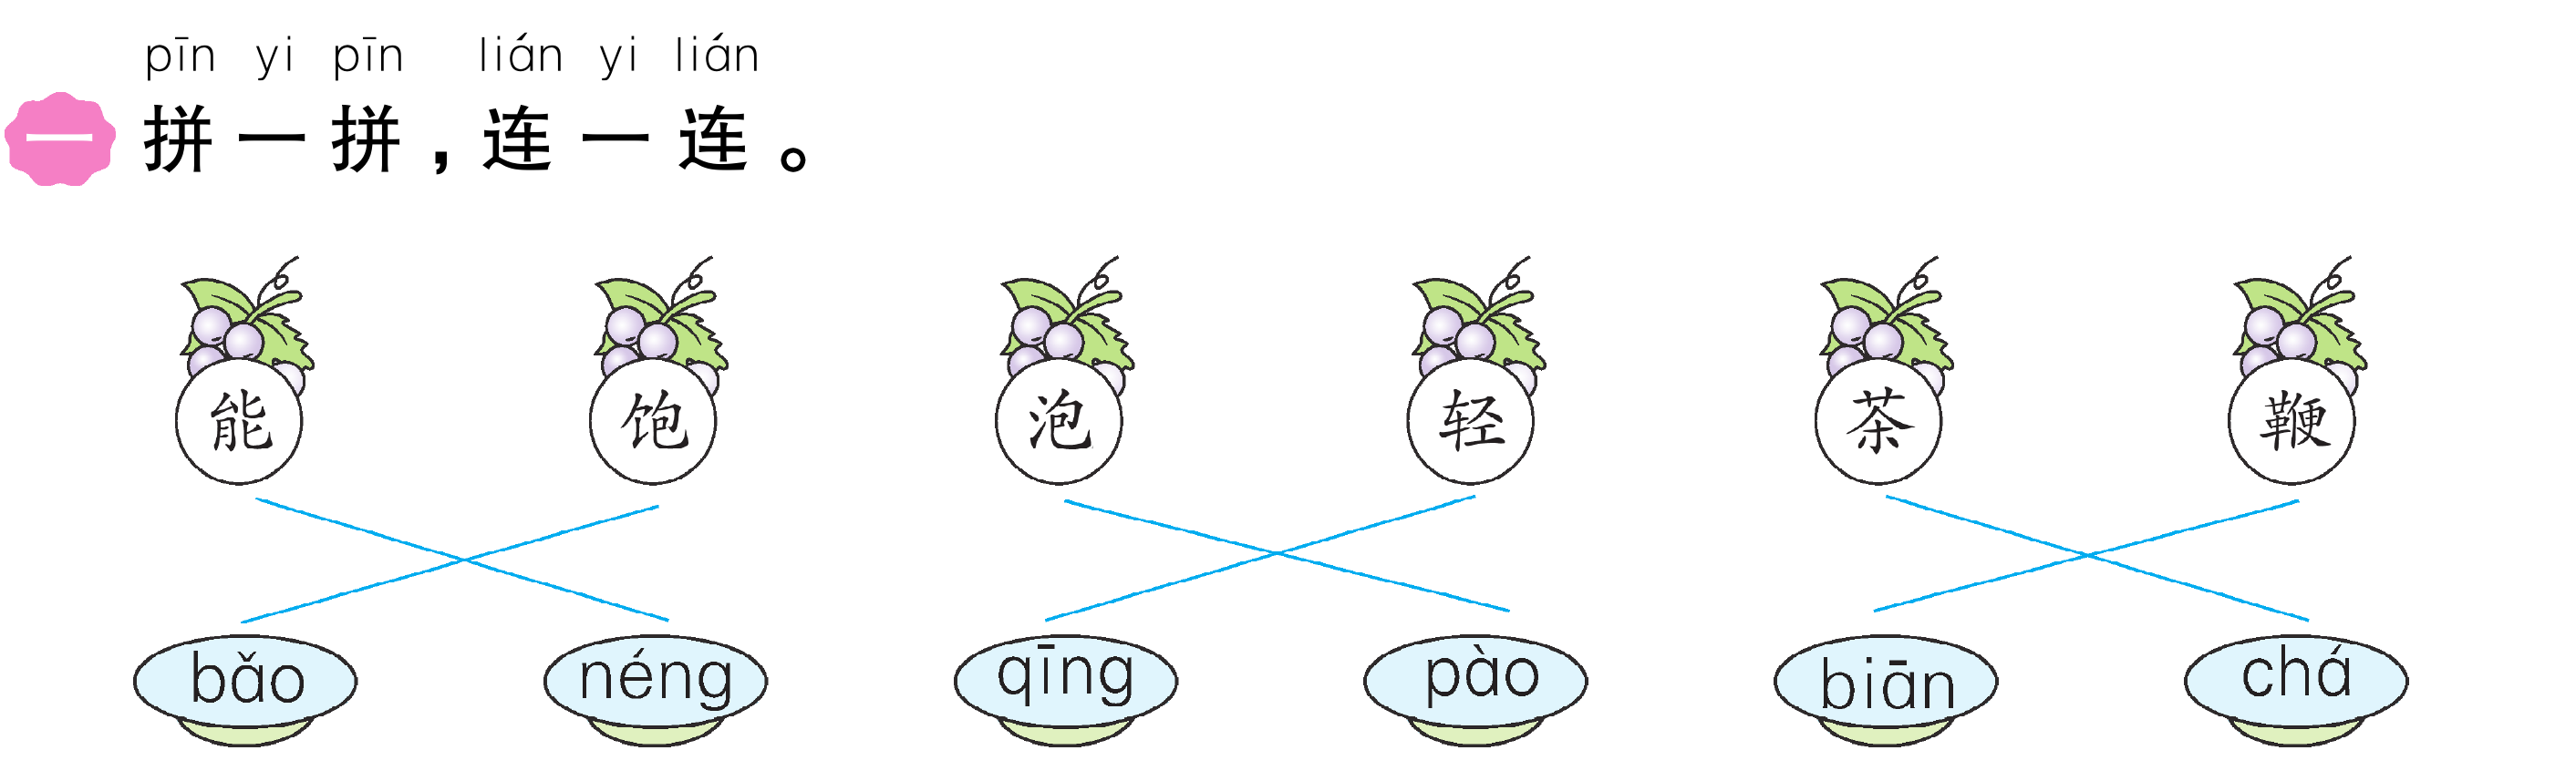 pīn yi pīn lián yi lián
一 拼一拼，连一连。
能 饱 泡 轻 茶 鞭
bǎo néng qīng pào biān chá